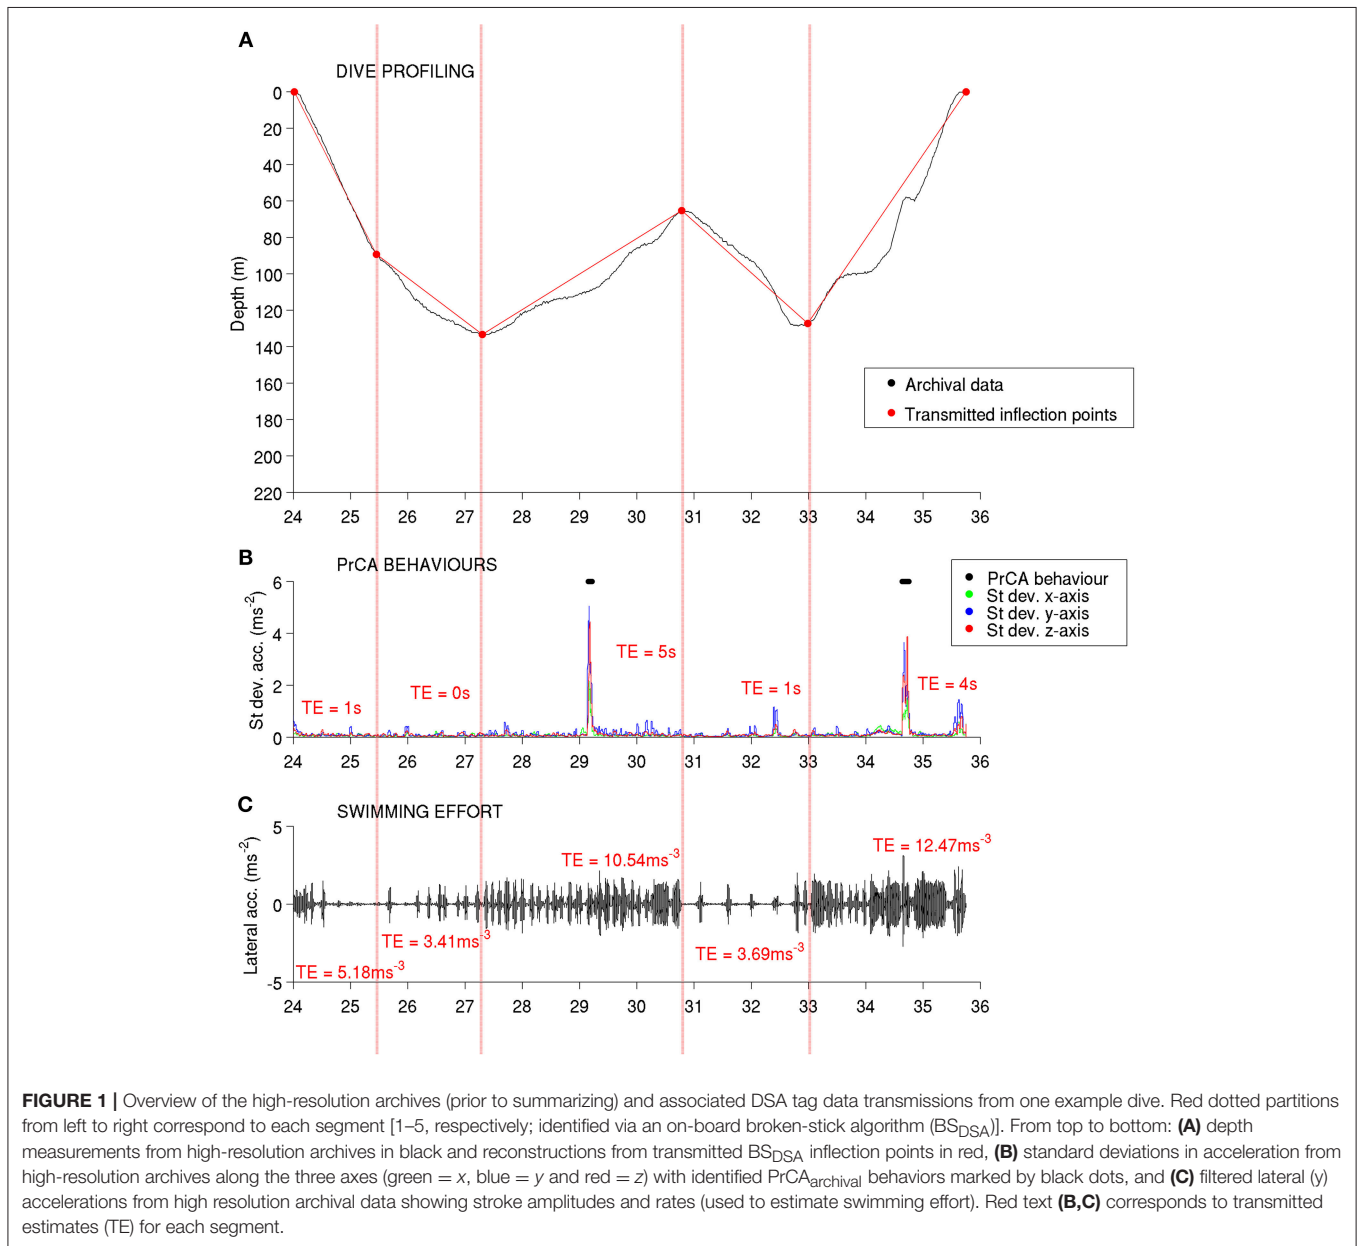 A
DIVE PROFILING
0
20
40
60
80
100
120
140
160
180
200
220
Depth (m)
24 25 26 27 28 29 30 31 32 33 34 35 36
Archival data
Transmitted inflection points
B
PrCA BEHAVIOURS
6
4
2
0
St dev. acc. (ms-2)
TE = 1s
TE = 0s
TE = 5s
TE = 1s
TE = 4s
PrCA behaviour
St dev. x-axis
St dev. y-axis
St dev. z-axis
24 25 26 27 28 29 30 31 32 33 34 35 36
C
SWIMMING EFFORT
5
0
-5
Lateral acc. (ms-2)
TE = 5.18ms-3
TE = 3.41ms-3
TE = 10.54ms-3
TE = 3.69ms-3
TE = 12.47ms-3
24 25 26 27 28 29 30 31 32 33 34 35 36
FIGURE 1 | Overview of the high-resolution archives (prior to summarizing) and associated DSA tag data transmissions from one example dive. Red dotted partitions
from left to right correspond to each segment [1–5, respectively; identified via an on-board broken-stick algorithm (BSDSA)]. From top to bottom: (A) depth
measurements from high-resolution archives in black and reconstructions from transmitted BSDSA inflection points in red, (B) standard deviations in acceleration from
high-resolution archives along the three axes (green = x, blue = y and red = z) with identified PrCAarchival behaviors marked by black dots, and (C) filtered lateral (y)
accelerations from high resolution archival data showing stroke amplitudes and rates (used to estimate swimming effort). Red text (B,C) corresponds to transmitted
estimates (TE) for each segment.